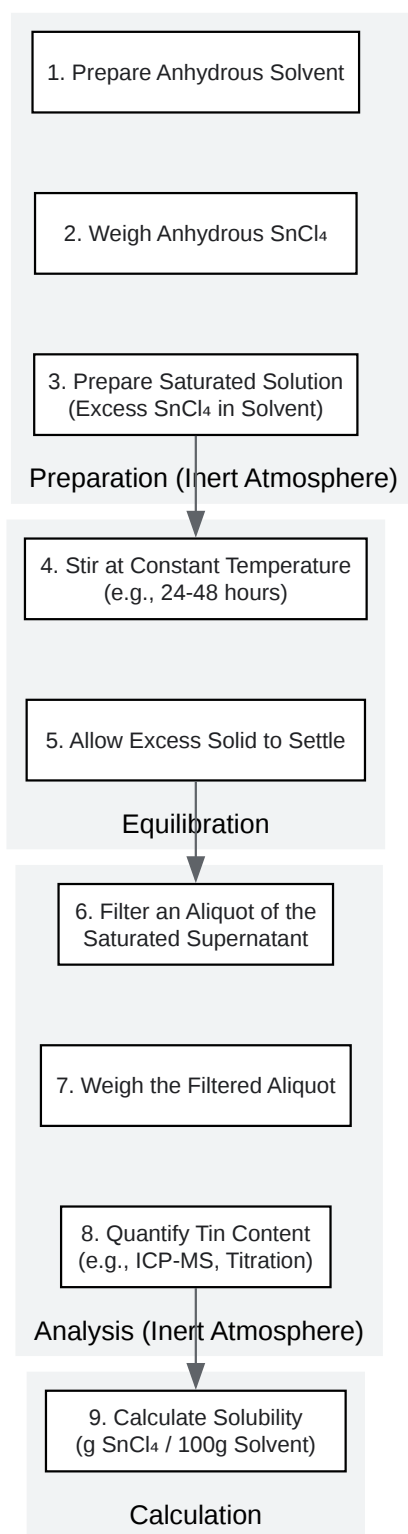 1. Prepare Anhydrous Solvent
2. Weigh Anhydrous SnCl₄
3. Prepare Saturated Solution
(Excess SnCl₄ in Solvent)
Preparation (Inert Atmosphere)
4. Stir at Constant Temperature
(e.g., 24-48 hours)
5. Allow Excess Solid to Settle
Equilibration
6. Filter an Aliquot of the
Saturated Supernatant
7. Weigh the Filtered Aliquot
8. Quantify Tin Content
(e.g., ICP-MS, Titration)
Analysis (Inert Atmosphere)
9. Calculate Solubility
(g SnCl₄ / 100g Solvent)
Calculation